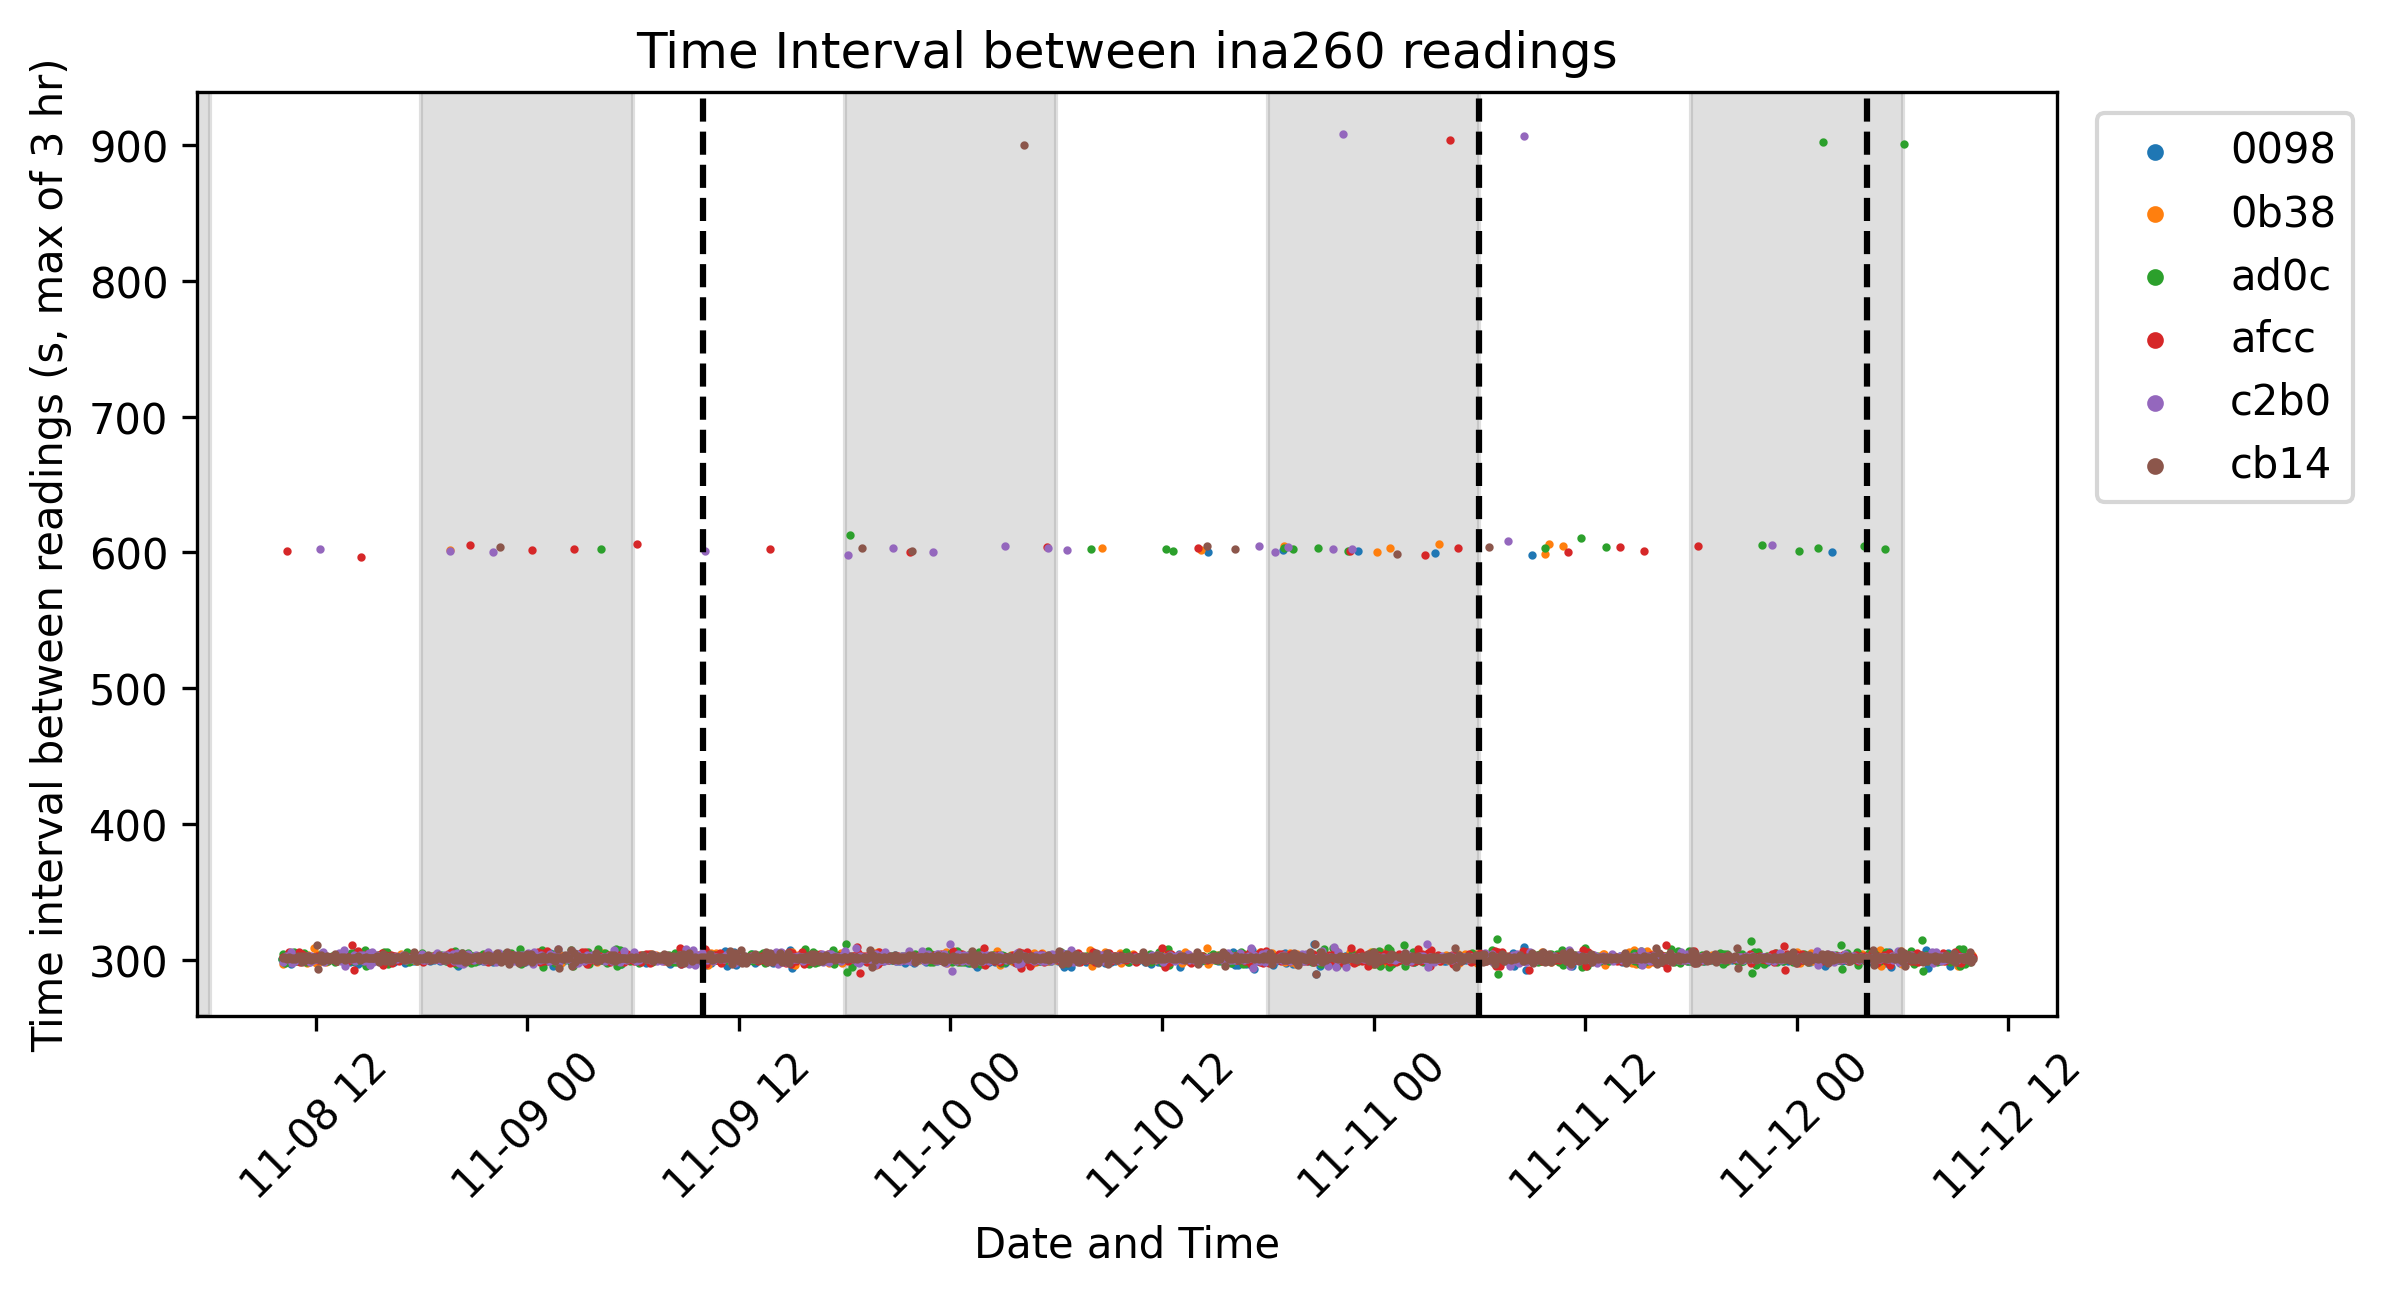 Time Interval between ina260 readings
Time interval between readings (s, max of 3 hr)
900
800
700
600
500
400
300
11-08 12
11-09 00
11-09 12
11-10 00
11-10 12
11-11 00
11-11 12
11-12 00
11-12 12
Date and Time
0098
0b38
ad0c
afcc
c2b0
cb14